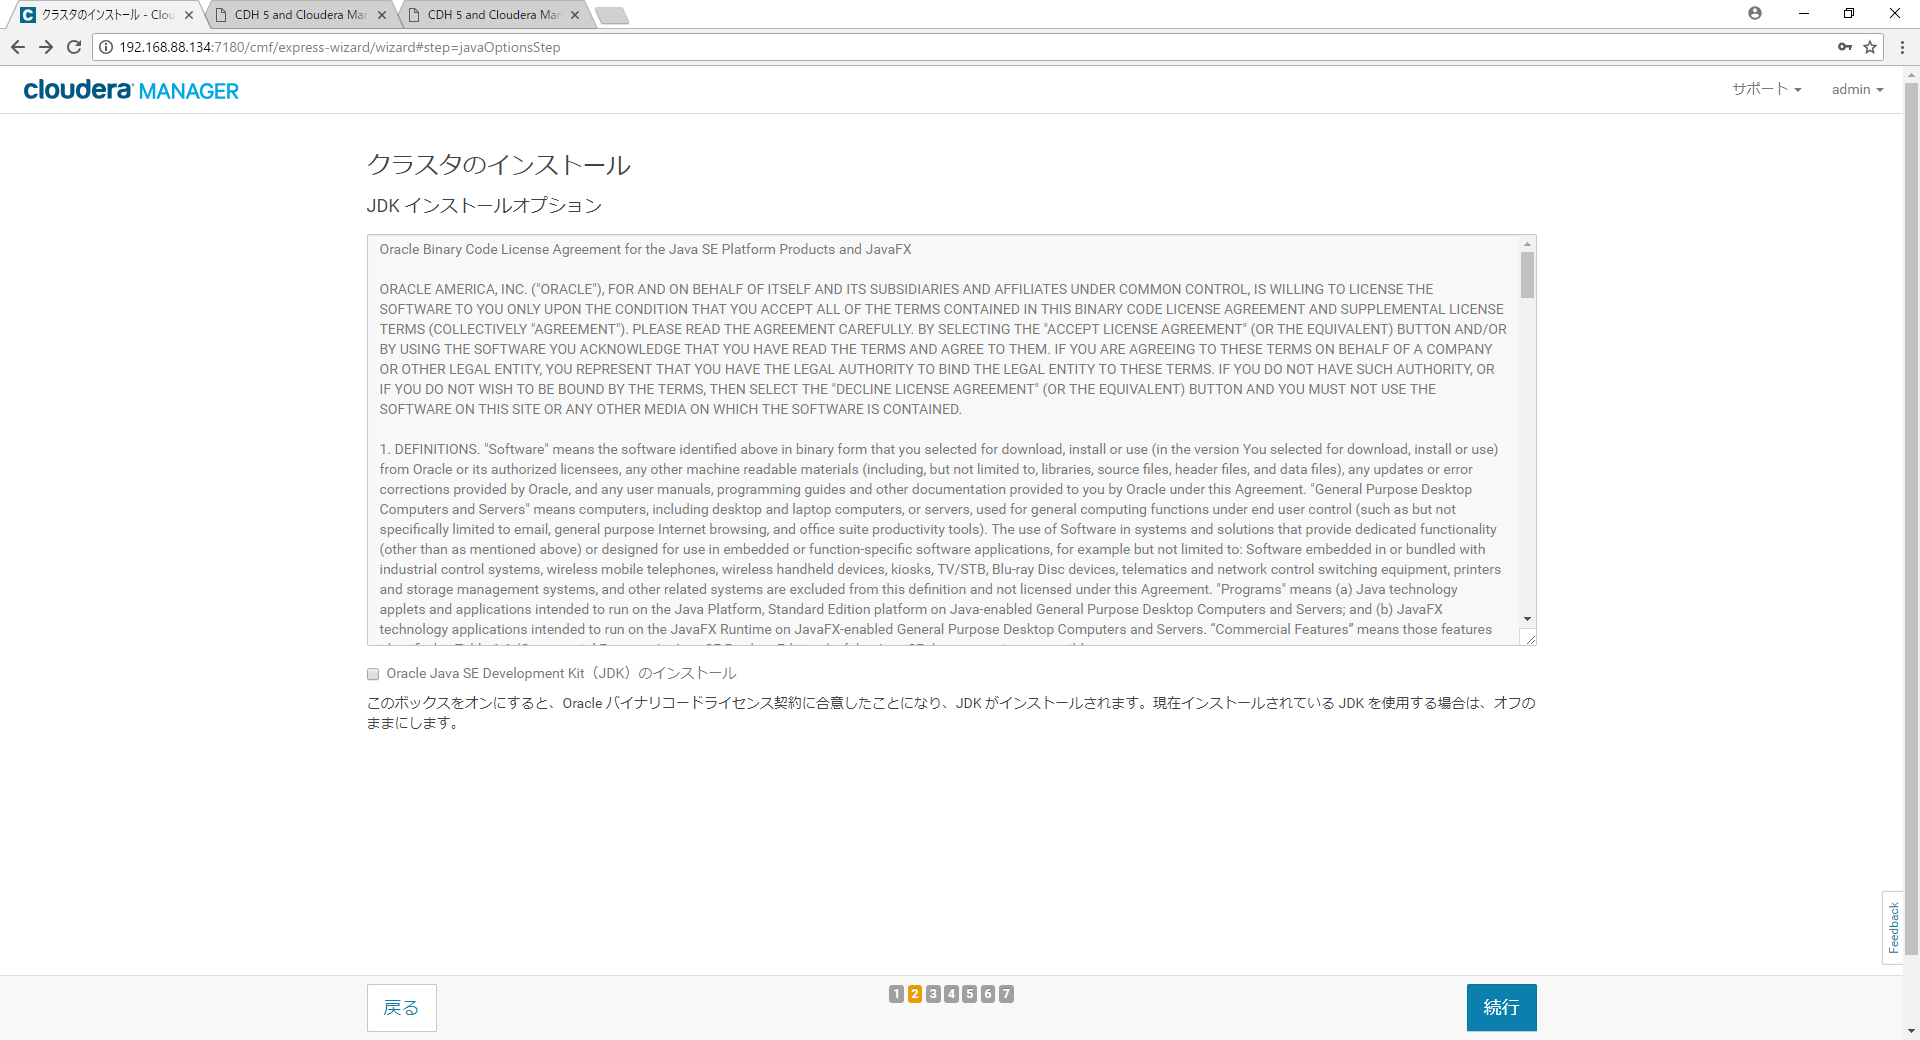 クラスタのインストール - Clou
CDH 5 and Cloudera Man
CDH 5 and Cloudera Man
192.168.88.134:7180/cmf/express-wizard/wizard#step=javaOptionsStep
cloudera MANAGER
サポート
admin
クラスタのインストール
JDK インストールオプション
Oracle Binary Code License Agreement for the Java SE Platform Products and JavaFX
ORACLE AMERICA, INC. ("ORACLE"), FOR AND ON BEHALF OF ITSELF AND ITS SUBSIDIARIES AND AFFILIATES UNDER COMMON CONTROL, IS WILLING TO LICENSE THE
SOFTWARE TO YOU ONLY UPON THE CONDITION THAT YOU ACCEPT ALL OF THE TERMS CONTAINED IN THIS BINARY CODE LICENSE AGREEMENT AND SUPPLEMENTAL LICENSE
TERMS (COLLECTIVELY "AGREEMENT"). PLEASE READ THE AGREEMENT CAREFULLY. BY SELECTING THE "ACCEPT LICENSE AGREEMENT" (OR THE EQUIVALENT) BUTTON AND/OR
BY USING THE SOFTWARE YOU ACKNOWLEDGE THAT YOU HAVE READ THE TERMS AND AGREE TO THEM. IF YOU ARE AGREEING TO THESE TERMS ON BEHALF OF A COMPANY
OR OTHER LEGAL ENTITY, YOU REPRESENT THAT YOU HAVE THE LEGAL AUTHORITY TO BIND THE LEGAL ENTITY TO THESE TERMS. IF YOU DO NOT HAVE SUCH AUTHORITY, OR
IF YOU DO NOT WISH TO BE BOUND BY THE TERMS, THEN SELECT THE "DECLINE LICENSE AGREEMENT" (OR THE EQUIVALENT) BUTTON AND YOU MUST NOT USE THE
SOFTWARE ON THIS SITE OR ANY OTHER MEDIA ON WHICH THE SOFTWARE IS CONTAINED.
1. DEFINITIONS. "Software" means the software identified above in binary form that you selected for download, install or use (in the version You selected for download, install or use)
from Oracle or its authorized licensees, any other machine readable materials (including, but not limited to, libraries, source files, header files, and data files), any updates or error
corrections provided by Oracle, and any user manuals, programming guides and other documentation provided to you by Oracle under this Agreement. "General Purpose Desktop
Computers and Servers" means computers, including desktop and laptop computers, or servers, used for general computing functions under end user control (such as but not
specifically limited to email, general purpose Internet browsing, and office suite productivity tools). The use of Software in systems and solutions that provide dedicated functionality
(other than as mentioned above) or designed for use in embedded or function-specific software applications, for example but not limited to: Software embedded in or bundled with
industrial control systems, wireless mobile telephones, wireless handheld devices, kiosks, TV/STB, Blu-ray Disc devices, telematics and network control switching equipment, printers
and storage management systems, and other related systems are excluded from this definition and not licensed under this Agreement. "Programs" means (a) Java technology
applets and applications intended to run on the Java Platform, Standard Edition platform on Java-enabled General Purpose Desktop Computers and Servers; and (b) JavaFX
technology applications intended to run on the JavaFX Runtime on JavaFX-enabled General Purpose Desktop Computers and Servers. “Commercial Features” means those features
Oracle Java SE Development Kit（JDK）のインストール
このボックスをオンにすると、Oracle バイナリコードライセンス契約に合意したことになり、JDK がインストールされます。現在インストールされている JDK を使用する場合は、オフの
ままにします。
Feedback
戻る
1 2 3 4 5 6 7
続行